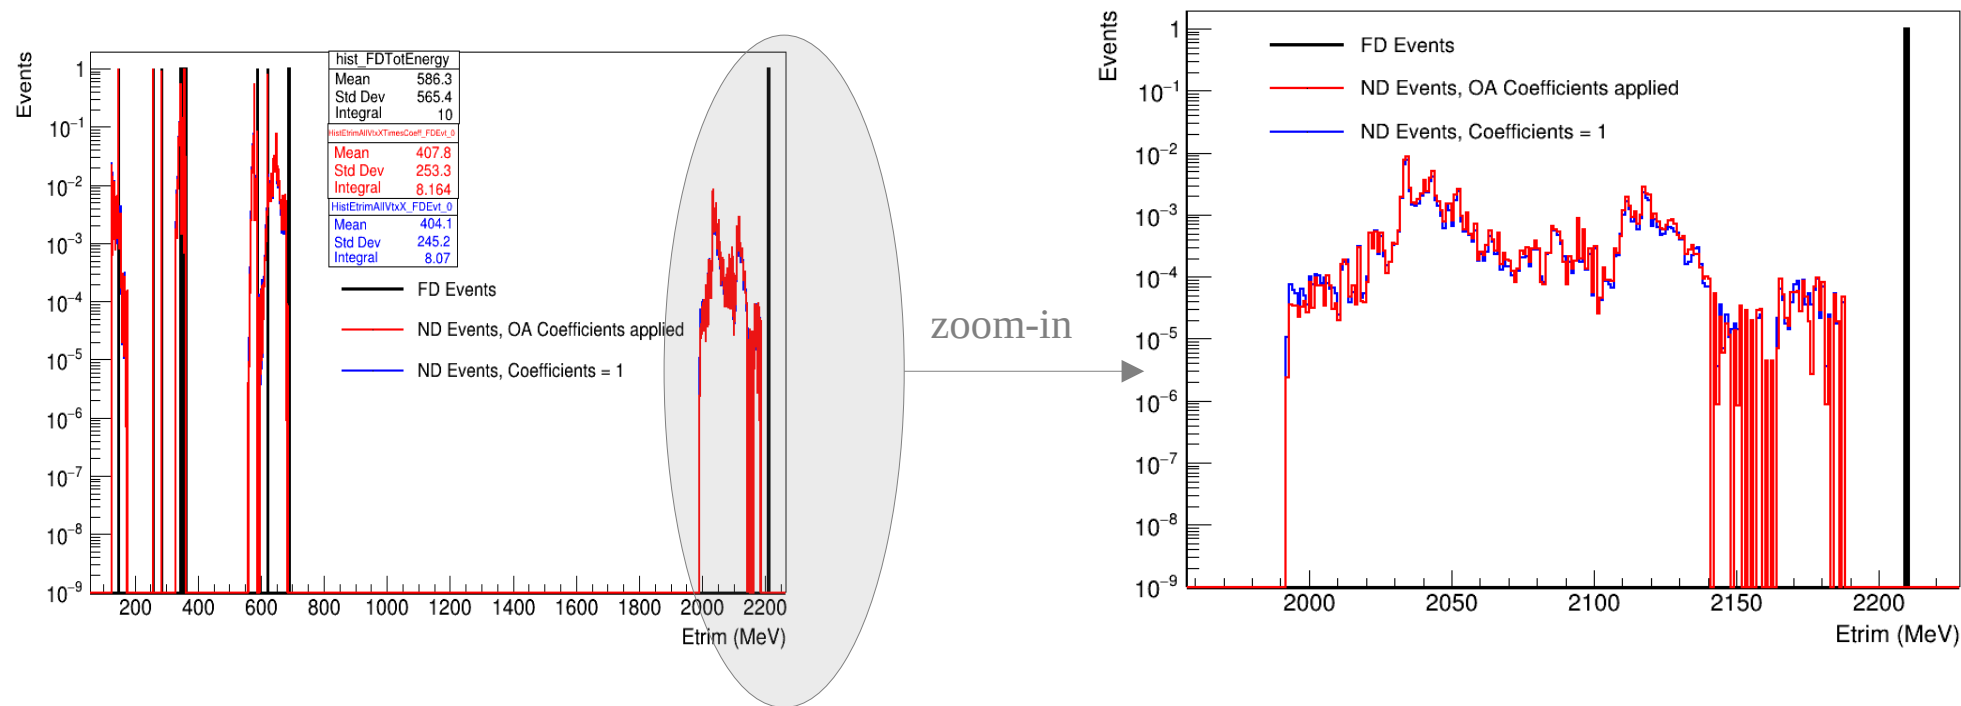 Events
1
10−1
10−2
10−3
10−4
10−5
10−6
10−7
10−8
10−9
200 400 600 800 1000 1200 1400 1600 1800 2000 2200
Etrim (MeV)
hist_FDTotEnergy
Mean 586.3
Std Dev 565.4
Integral 10
HistEtrimAllVtxXTimesCoeff_FDEvt_0
Mean 407.8
Std Dev 253.3
Integral 8.164
HistEtrimAllVtxX_FDEvt_0
Mean 404.1
Std Dev 245.2
Integral 8.07
FD Events
ND Events, OA Coefficients applied
ND Events, Coefficients = 1
zoom-in
Events
1
10−1
10−2
10−3
10−4
10−5
10−6
10−7
10−8
10−9
2000 2050 2100 2150 2200
Etrim (MeV)
FD Events
ND Events, OA Coefficients applied
ND Events, Coefficients = 1